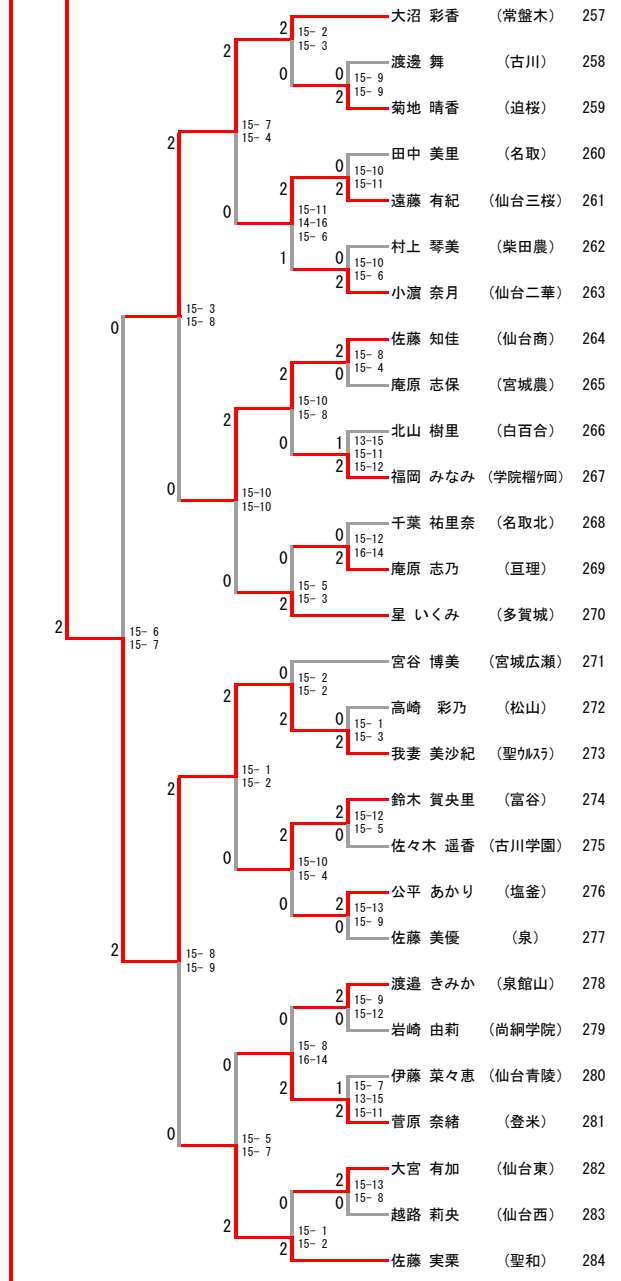 大沼 彩香 （常盤木） 257
2 15- 2
15- 3
2
渡邊 舞 （古川） 258
0 0 15- 9
2 15- 9
菊地 晴香 （迫桜） 259
15- 7
15- 4
2
田中 美里 （名取） 260
0 15-10
2 2 15-11
遠藤 有紀 （仙台三桜） 261
0 15-11
14-16
15- 6
村上 琴美 （柴田農） 262
1 0 15-10
2 15- 6
小濵 奈月 （仙台二華） 263
0 15- 3
15- 8
佐藤 知佳 （仙台商） 264
2 15- 8
2 0 15- 4
庵原 志保 （宮城農） 265
2 15-10
15- 8
北山 樹里 （白百合） 266
0 1 13-15
15-11
2 15-12
福岡 みなみ （学院榴ヶ岡） 267
0 15-10
15-10
千葉 祐里奈 （名取北） 268
0 15-12
0 2 16-14
庵原 志乃 （亘理） 269
0 15- 5
2 15- 3
星 いくみ （多賀城） 270
2 15- 6
15- 7
宮谷 博美 （宮城広瀬） 271
0 15- 2
15- 2
2
高崎 彩乃 （松山） 272
2 0 15- 1
2 15- 3
我妻 美沙紀 （聖ウルスラ） 273
2 15- 1
15- 2
鈴木 賀央里 （富谷） 274
2 15-12
2 0 15- 5
佐々木 遥香 （古川学園） 275
0 15-10
15- 4
公平 あかり （塩釜） 276
0 2 15-13
0 15- 9
佐藤 美優 （泉） 277
2 15- 8
15- 9
渡邉 きみか （泉館山） 278
2 15- 9
0 0 15-12
岩崎 由莉 （尚絅学院） 279
0 15- 8
16-14
伊藤 菜々恵 （仙台青陵） 280
2 1 15- 7
13-15
2 15-11
菅原 奈緒 （登米） 281
0 15- 5
15- 7
大宮 有加 （仙台東） 282
2 15-13
0 0 15- 8
越路 莉央 （仙台西） 283
2 15- 1
2 15- 2
佐藤 実栗 （聖和） 284